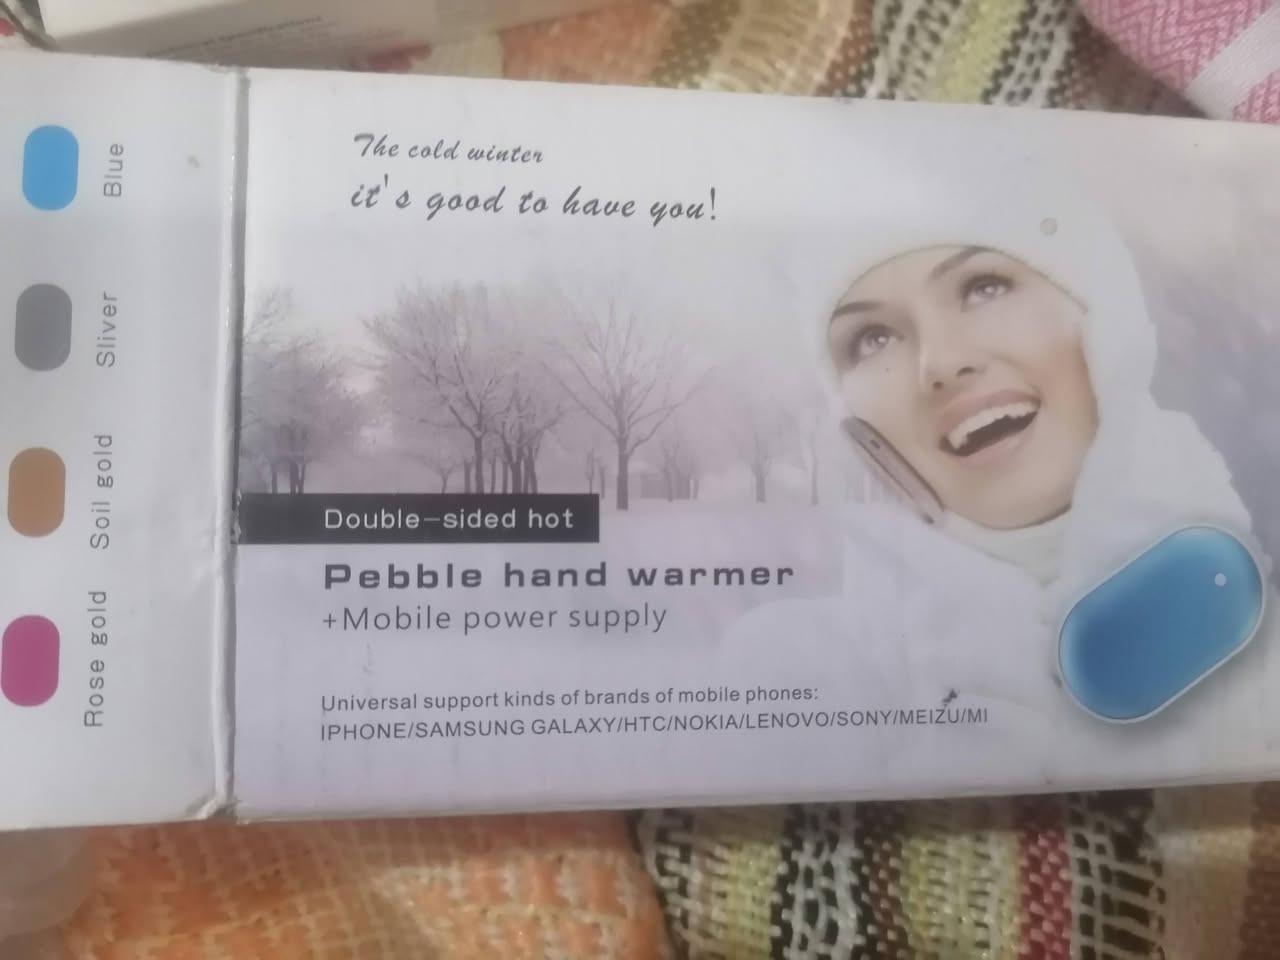 The cold winter
it's good to have you!
Double-sided hot
Pebble hand warmer
+Mobile power supply
Universal support kinds of brands of mobile phones:
IPHONE/SAMSUNG GALAXY/HTC/NOKIA/LENOVO/SONY/MEIZU/MI
Blue
Sliver
Soil gold
Rose gold